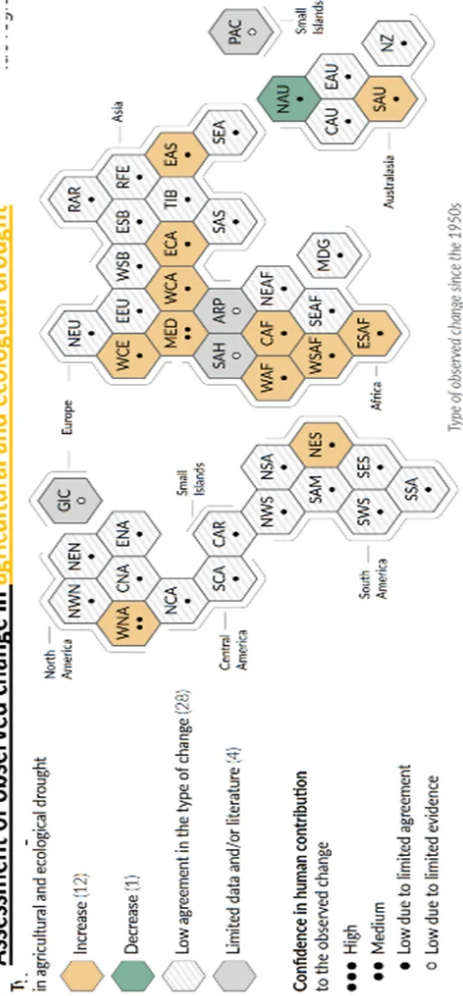 Assessment of observed change in agricultural and ecological drought
in agricultural and ecological drought
Increase (12)
Decrease (1)
Low agreement in the type of change (28)
Limited data and/or literature (4)
Confidence in human contribution
to the observed change
High
Medium
Low due to limited agreement
Low due to limited evidence
North
America
NWN
NEN
GIC
WNA
CNA
ENA
NCA
Central
America
SCA
CAR
Small
Islands
South
America
NWS
NSA
SAM
NES
SWS
SES
SSA
Europe
NEU
WCE
EEU
MED
Asia
RAR
WSB
ESB
RFE
WCA
ECA
TIB
EAS
SAS
SEA
ARP
Africa
SAH
WAF
CAF
NEAF
WSAF
SEAF
ESAF
MDG
Australasia
NAU
CAU
EAU
SAU
NZ
PAC
Small
Islands
Type of observed change since the 1950s